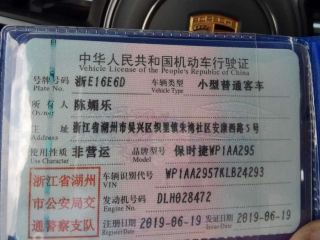 中华人民共和国机动车行驶证
Vehicle License of the People's Republic of China
号牌号码 浙E16E6D 车辆类型 小型普通客车
Plate No. Vehicle Type
所有人 陈媚乐
Owner
住址 浙江省湖州市吴兴区织里镇朱湾社区安康西路5号
Address
使用性质 非营运 品牌型号 保时捷WP1AA295
Use Character Model
浙江省湖州市公安局交通警察支队
车辆识别代号 WP1AA2957KLB24293
VIN
发动机号码 DLH028472
Engine No.
注册日期 2019-06-19 发证日期 2019-06-19
Register Date Issue Date